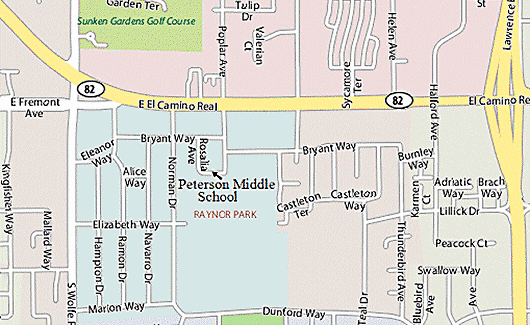 Garden Ter
Tulip
Dr
Sunken Gardens Golf Course
Poplar Ave
Valerian
Ct
Sycamore
Ter
Helen Ave
Lawrence E
St
82
E Fremont
Ave
E El Camino Real
82
El Camino Real
Halford Ave
Eleanor
Way
Bryant Way
Rosalia
Ave
Bryant Way
Burnley
Way
Kingfisher Way
Alice
Way
Norman Dr
Peterson Middle
School
RAYNOR PARK
Castleton
Ter
Castleton
Way
Karmen
Ct
Adriatic
Way
Brach
Way
Lillick Dr
Mallard Way
Elizabeth Way
Hampton Dr
Ramon Dr
Navarro Dr
Thunderbird Ave
Peacock Ct
Swallow Way
Bluebird
Ave
Ave
S Wolfe R
Marion Way
Dunford Way
Teal Dr